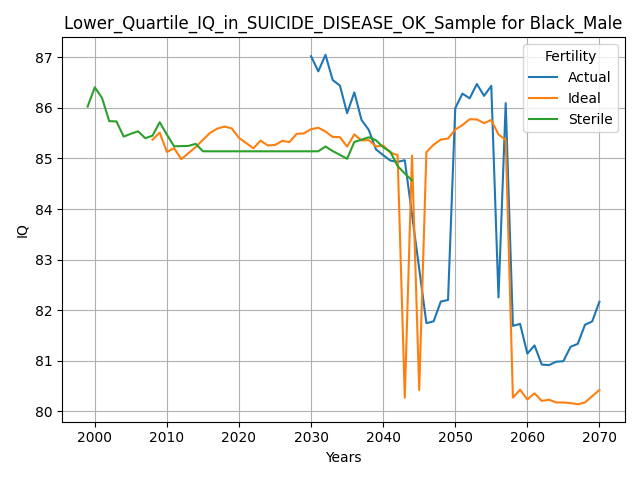 Lower_Quartile_IQ_in_SUICIDE_DISEASE_OK_Sample for Black_Male
Fertility
Actual
Ideal
Sterile
87
86
85
84
83
82
81
80
IQ
2000 2010 2020 2030 2040 2050 2060 2070
Years